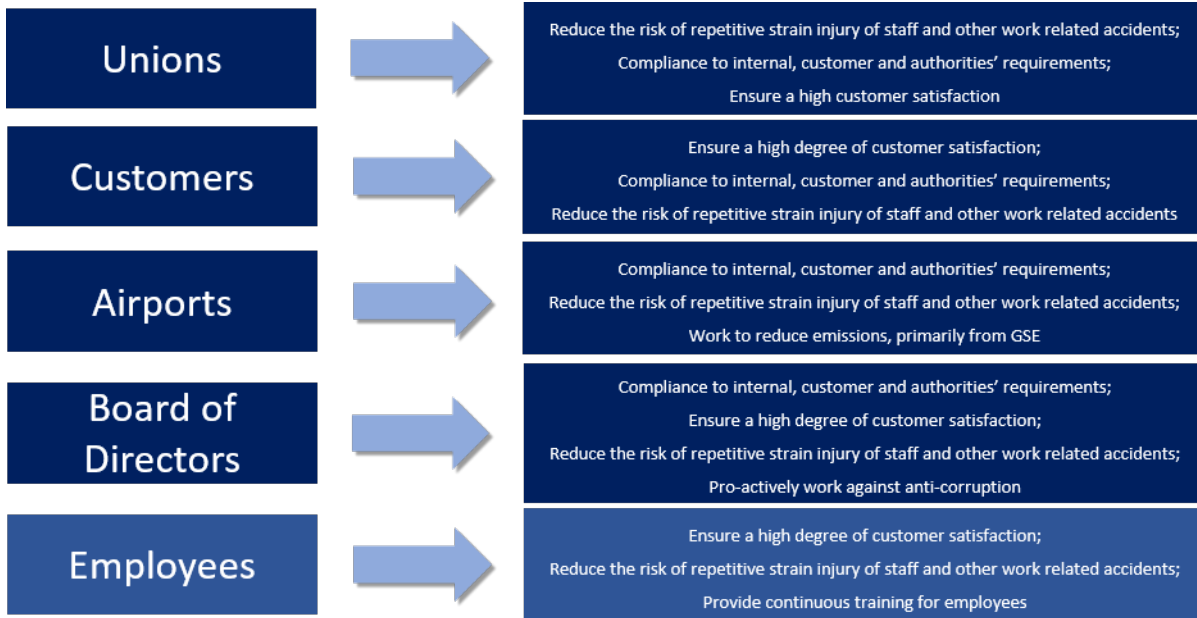 Unions
Reduce the risk of repetitive strain injury of staff and other work related accidents;
Compliance to internal, customer and authorities’ requirements;
Ensure a high customer satisfaction
Customers
Ensure a high degree of customer satisfaction;
Compliance to internal, customer and authorities’ requirements;
Reduce the risk of repetitive strain injury of staff and other work related accidents
Airports
Compliance to internal, customer and authorities’ requirements;
Reduce the risk of repetitive strain injury of staff and other work related accidents;
Work to reduce emissions, primarily from GSE
Board of
Directors
Compliance to internal, customer and authorities’ requirements;
Ensure a high degree of customer satisfaction;
Reduce the risk of repetitive strain injury of staff and other work related accidents;
Pro-actively work against anti-corruption
Employees
Ensure a high degree of customer satisfaction;
Reduce the risk of repetitive strain injury of staff and other work related accidents;
Provide continuous training for employees